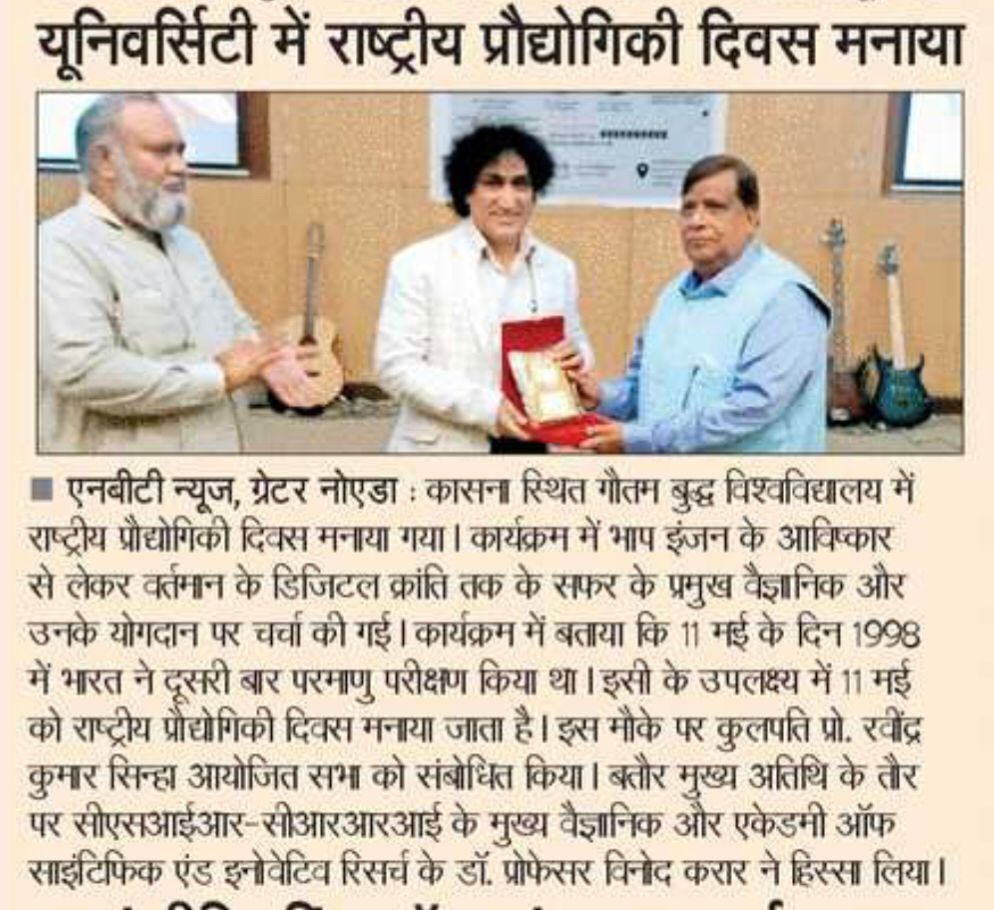 यूनिवर्सिटी में राष्ट्रीय प्रौद्योगिकी दिवस मनाया
■ एनबीटी न्यूज, ग्रेटर नोएडा : कासना स्थित गौतम बुद्ध विश्वविद्यालय में
राष्ट्रीय प्रौद्योगिकी दिवस मनाया गया। कार्यक्रम में भाप इंजन के आविष्कार
से लेकर वर्तमान के डिजिटल क्रांति तक के सफर के प्रमुख वैज्ञानिक और
उनके योगदान पर चर्चा की गई। कार्यक्रम में बताया कि 11 मई के दिन 1998
में भारत ने दूसरी बार परमाणु परीक्षण किया था। इसी के उपलक्ष्य में 11 मई
को राष्ट्रीय प्रौद्योगिकी दिवस मनाया जाता है। इस मौके पर कुलपति प्रो. रवींद्र
कुमार सिन्हा आयोजित सभा को संबोधित किया। बतौर मुख्य अतिथि के तौर
पर सीएसआईआर-सीआरआरआई के मुख्य वैज्ञानिक और एकेडमी ऑफ
साइंटिफिक एंड इनोवेटिव रिसर्च के डॉ. प्रोफेसर विनोद करार ने हिस्सा लिया।